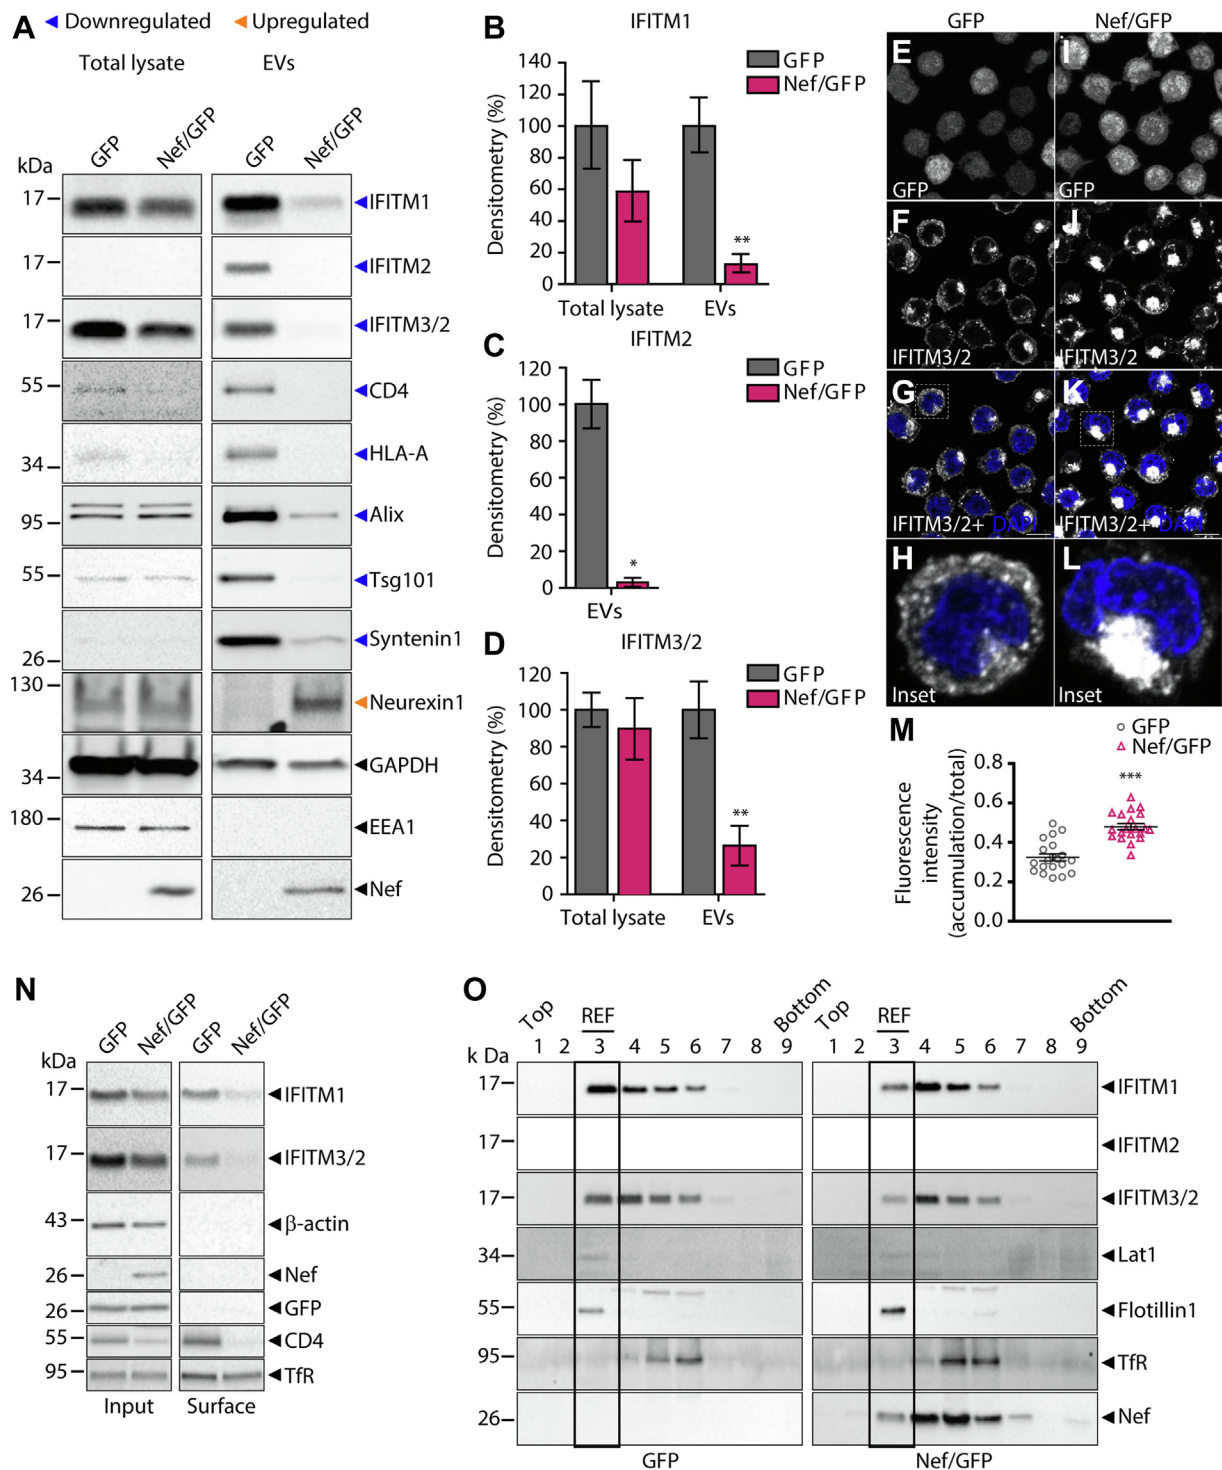 A
Downregulated
Upregulated
Total lysate
EVs
GFP
Nef/GFP
GFP
Nef/GFP
kDa
17
IFITM1
17
IFITM2
17
IFITM3/2
55
CD4
34
HLA-A
95
Alix
55
Tsg101
26
Syntenin1
130
Neurexin1
34
GAPDH
180
EEA1
26
Nef
B
IFITM1
Densitometry (%)
140
120
100
80
60
40
20
0
GFP
Nef/GFP
**
Total lysate
EVs
C
IFITM2
Densitometry (%)
120
100
80
60
40
20
0
GFP
Nef/GFP
*
EVs
D
IFITM3/2
Densitometry (%)
120
100
80
60
40
20
0
GFP
Nef/GFP
**
Total lysate
EVs
GFP
Nef/GFP
E
GFP
I
GFP
F
IFITM3/2
J
IFITM3/2
G
IFITM3/2+ DAPI
K
IFITM3/2+ DAPI
H
Inset
L
Inset
M
GFP
Nef/GFP
Fluorescence
intensity
(accumulation/total)
0.8
0.6
0.4
0.2
0.0
***
N
GFP
Nef/GFP
GFP
Nef/GFP
kDa
17
IFITM1
17
IFITM3/2
43
β-actin
26
Nef
26
GFP
55
CD4
95
TfR
Input
Surface
O
Top
REF
Bottom
Top
REF
Bottom
k Da
1 2 3 4 5 6 7 8 9
1 2 3 4 5 6 7 8 9
17
IFITM1
17
IFITM2
17
IFITM3/2
34
Lat1
55
Flotillin1
95
TfR
26
Nef
GFP
Nef/GFP